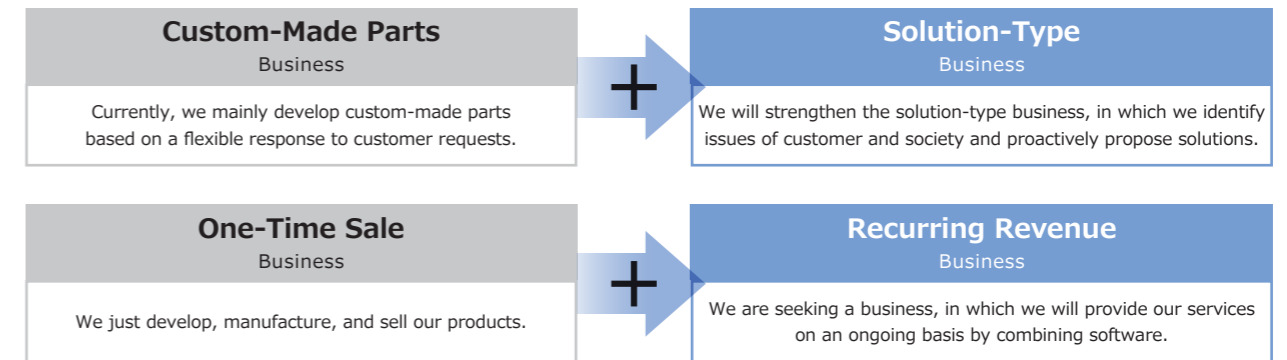 Custom-Made Parts
Business
Currently, we mainly develop custom-made parts
based on a flexible response to customer requests.
+
Solution-Type
Business
We will strengthen the solution-type business, in which we identify
issues of customer and society and proactively propose solutions.
One-Time Sale
Business
We just develop, manufacture, and sell our products.
+
Recurring Revenue
Business
We are seeking a business, in which we will provide our services
on an ongoing basis by combining software.